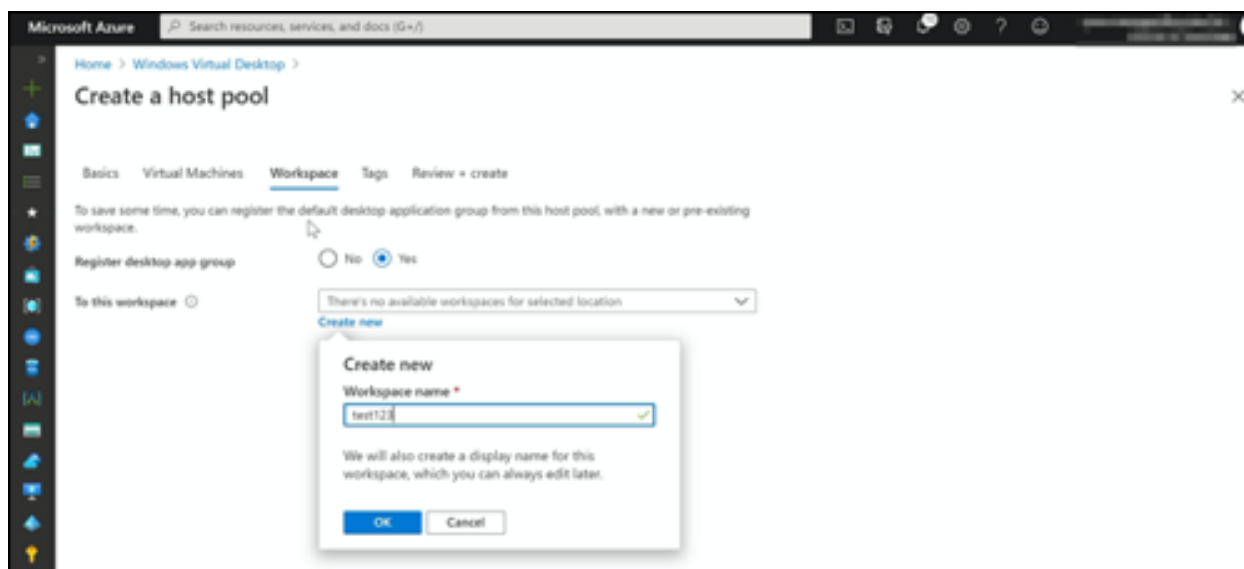 Microsoft Azure
Search resources, services, and docs (G+/)
Home > Windows Virtual Desktop >
Create a host pool
Basics Virtual Machines Workspace Tags Review + create
To save some time, you can register the default desktop application group from this host pool, with a new or pre-existing
workspace.
Register desktop app group No Yes
To this workspace There's no available workspaces for selected location
Create new
Create new
Workspace name *
test123
We will also create a display name for this
workspace, which you can always edit later.
OK Cancel